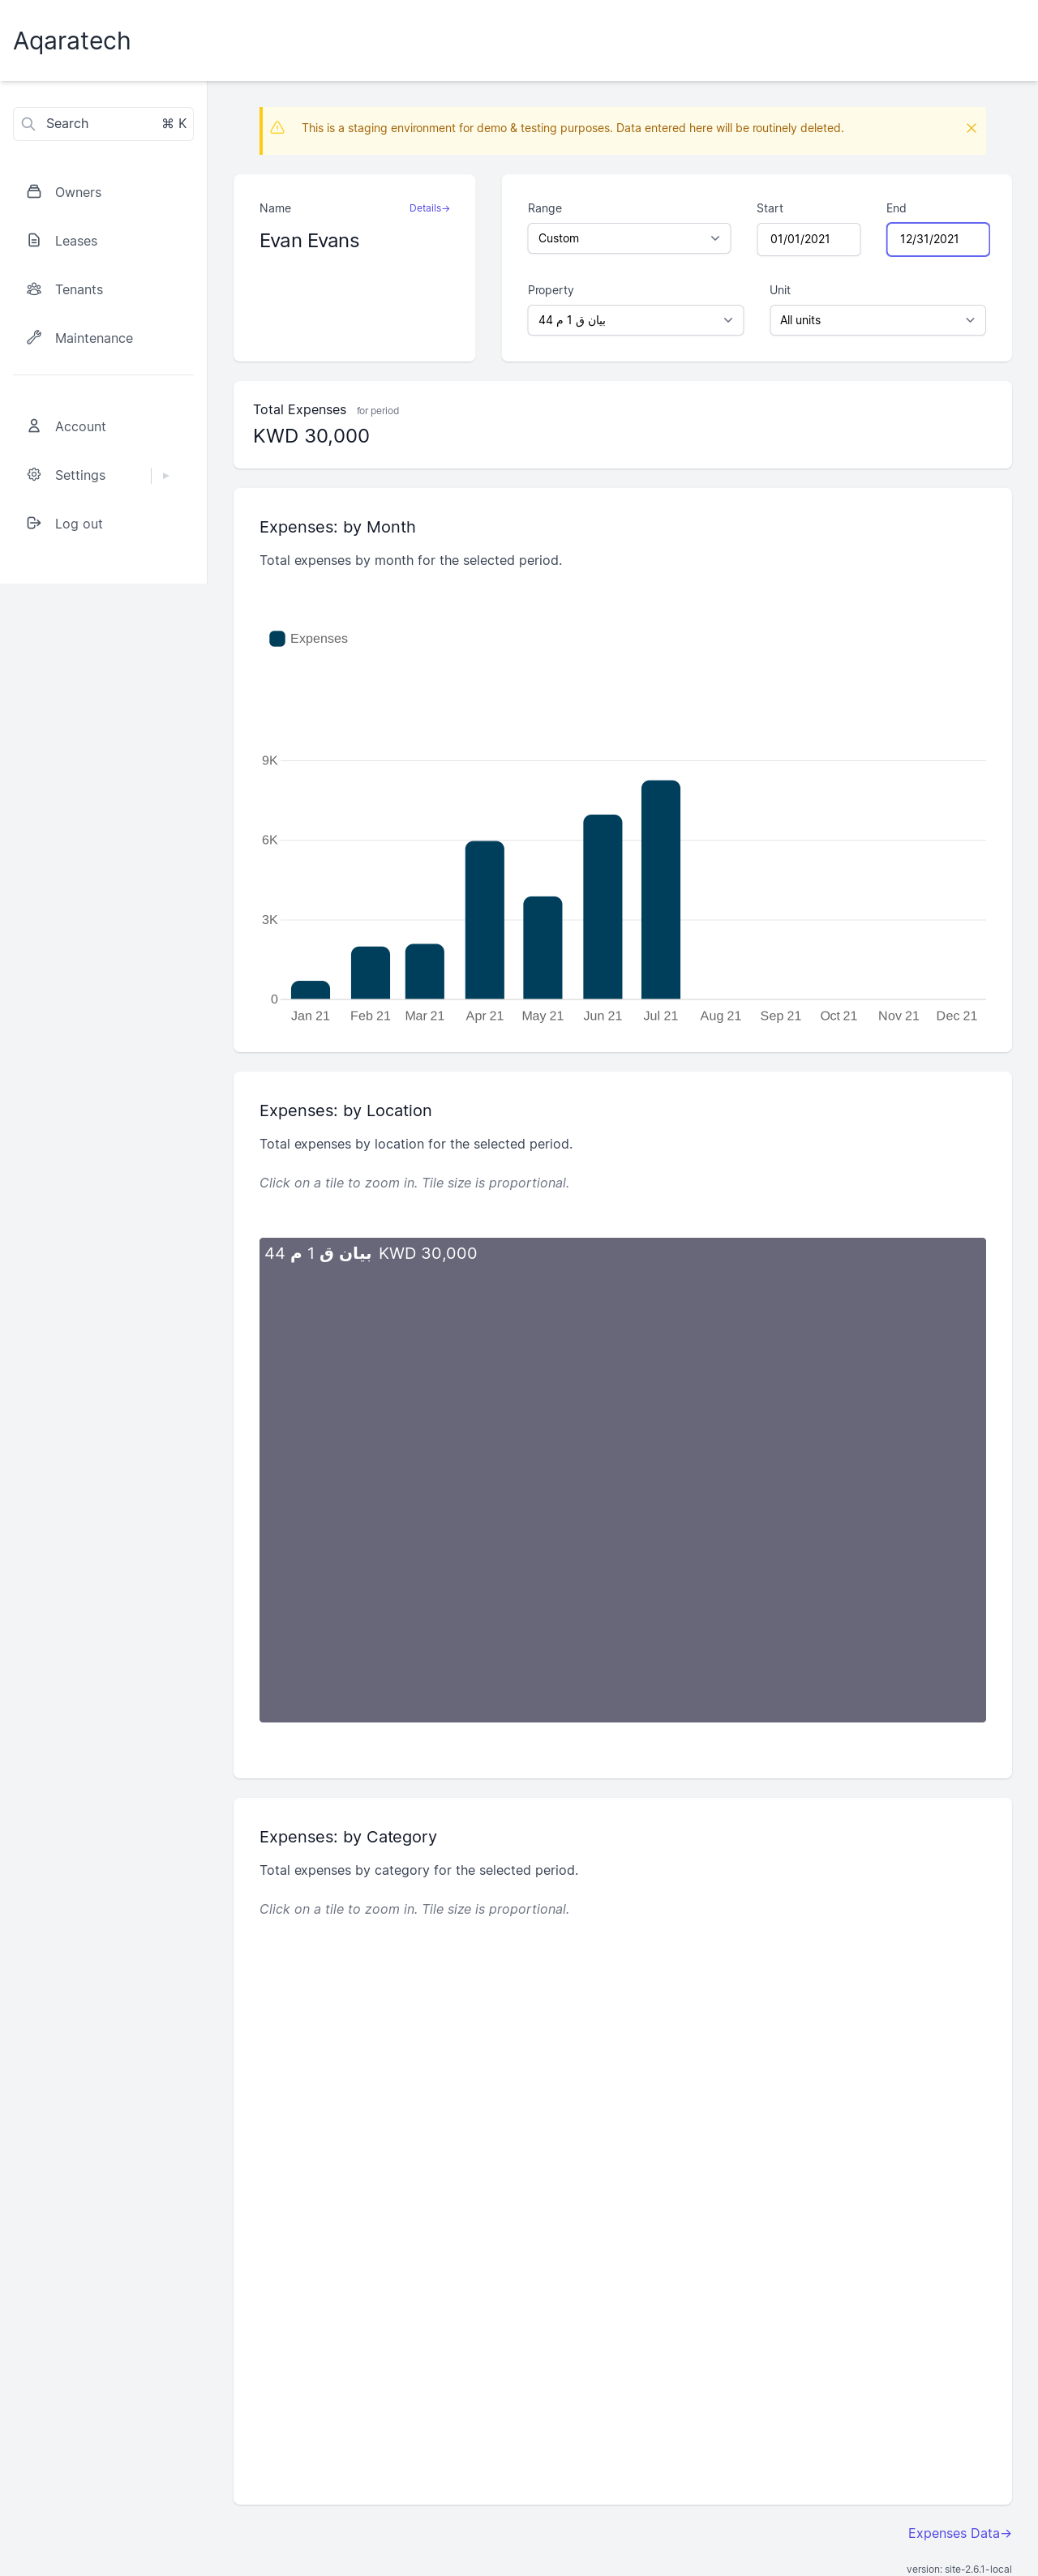 Aqaratech
Search ⌘ K
Owners
Leases
Tenants
Maintenance
Account
Settings
Log out
This is a staging environment for demo & testing purposes. Data entered here will be routinely deleted.
Name Details→
Evan Evans
Range Start End
Custom 01/01/2021 12/31/2021
Property Unit
بيان ق 1 م 44 All units
Total Expenses for period
KWD 30,000
Expenses: by Month
Total expenses by month for the selected period.
Expenses
9K
6K
3K
0
Jan 21 Feb 21 Mar 21 Apr 21 May 21 Jun 21 Jul 21 Aug 21 Sep 21 Oct 21 Nov 21 Dec 21
Expenses: by Location
Total expenses by location for the selected period.
Click on a tile to zoom in. Tile size is proportional.
بيان ق 1 م 44 KWD 30,000
Expenses: by Category
Total expenses by category for the selected period.
Click on a tile to zoom in. Tile size is proportional.
Expenses Data→
version: site-2.6.1-local